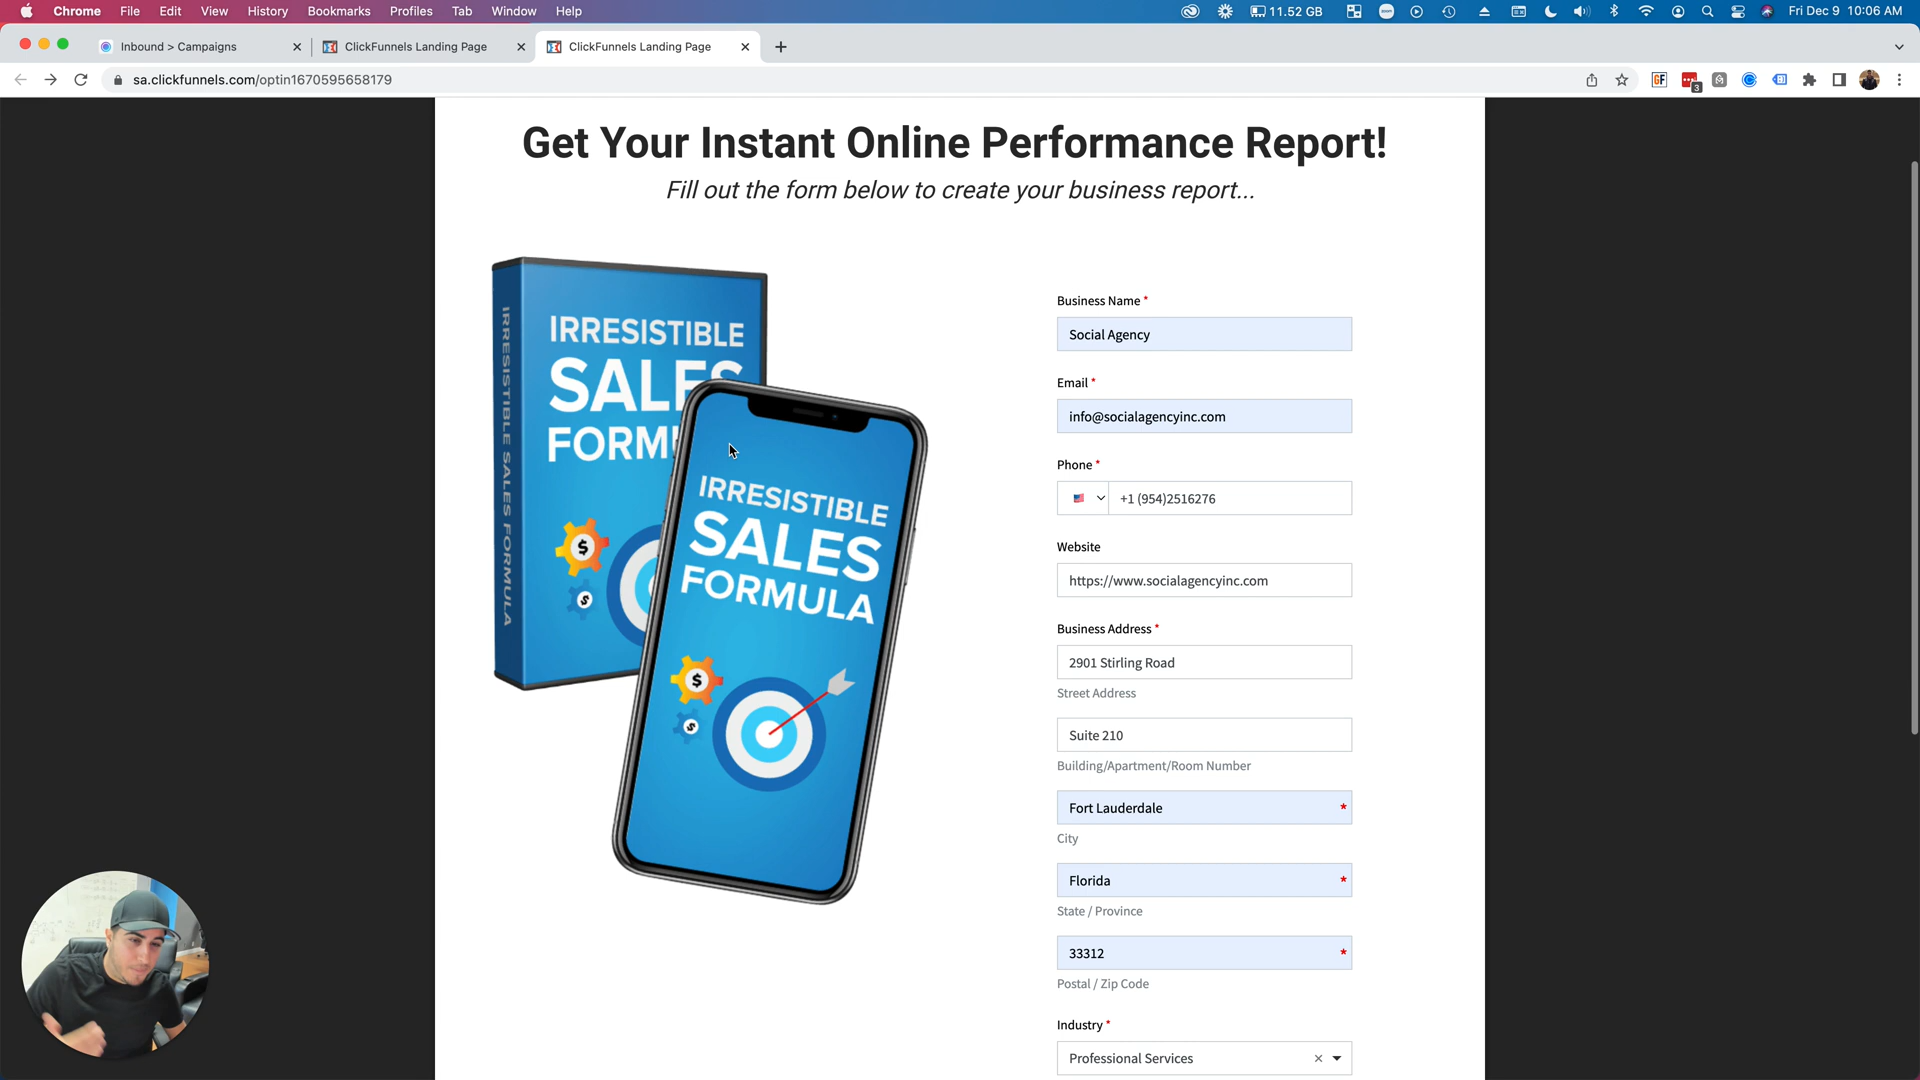 Chrome File Edit View History Bookmarks Profiles Tab Window Help 11.52 GB Fri Dec 9 10:06 AM
Inbound > Campaigns ClickFunnels Landing Page ClickFunnels Landing Page
sa.clickfunnels.com/optin1670595658179
GF 3
Get Your Instant Online Performance Report!
Fill out the form below to create your business report...
IRRESISTIBLE
SALES
FORMU
IRRESISTIBLE SALES FORMULA
$
$
IRRESISTIBLE
SALES
FORMULA
$
$
Business Name *
Social Agency
Email *
info@socialagencyinc.com
Phone *
+1 (954)2516276
Website
https://www.socialagencyinc.com
Business Address *
2901 Stirling Road
Street Address
Suite 210
Building/Apartment/Room Number
Fort Lauderdale *
City
Florida *
State / Province
33312 *
Postal / Zip Code
Industry *
Professional Services